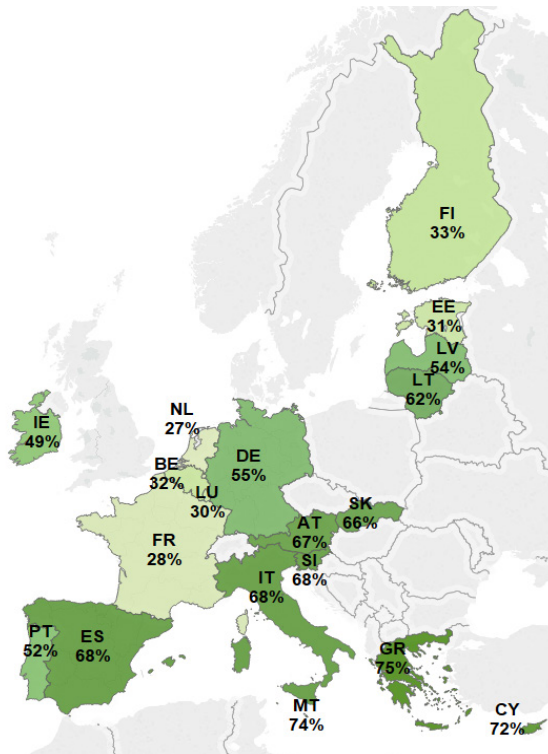 FI
33%
EE
31%
LV
54%
LT
62%
IE
49%
NL
27%
DE
55%
BE
32%
LU
30%
SK
66%
AT
67%
FR
28%
SI
68%
IT
68%
PT
52%
ES
68%
GR
75%
MT
74%
CY
72%